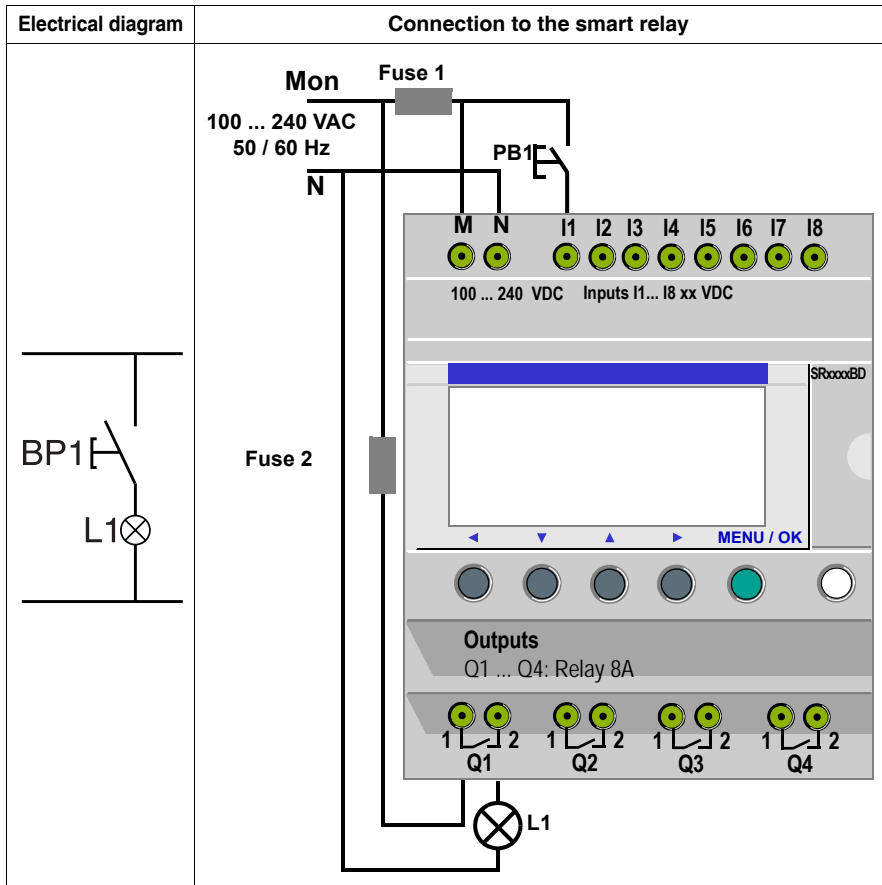 Electrical diagram
Connection to the smart relay
Mon
Fuse 1
100 ... 240 VAC
50 / 60 Hz
PB1
N
M N I1 I2 I3 I4 I5 I6 I7 I8
100 ... 240 VDC Inputs I1... I8 xx VDC
SRxxxxBD
BP1
L1
Fuse 2
MENU / OK
Outputs
Q1 ... Q4: Relay 8A
1 2 1 2 1 2 1 2
Q1 Q2 Q3 Q4
L1